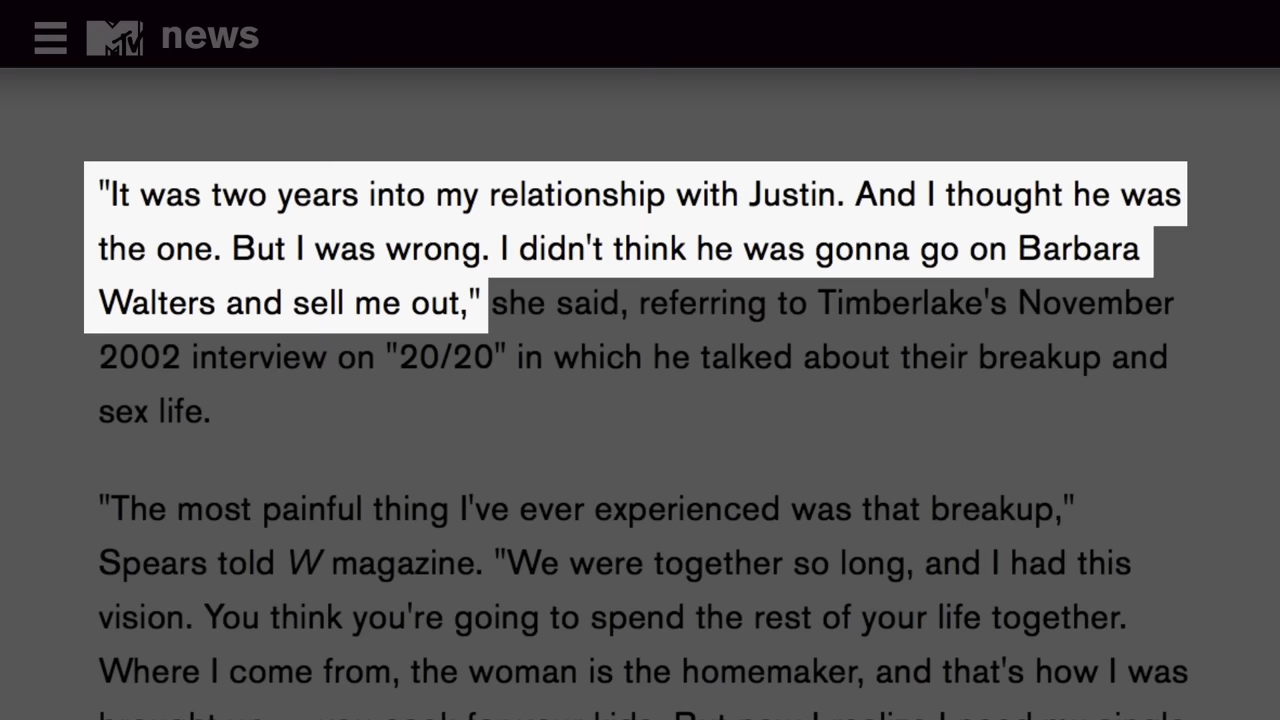 MTV news
"It was two years into my relationship with Justin. And I thought he was
the one. But I was wrong. I didn't think he was gonna go on Barbara
Walters and sell me out," she said, referring to Timberlake's November
2002 interview on "20/20" in which he talked about their breakup and
sex life.
"The most painful thing I've ever experienced was that breakup,"
Spears told W magazine. "We were together so long, and I had this
vision. You think you're going to spend the rest of your life together.
Where I come from, the woman is the homemaker, and that's how I was